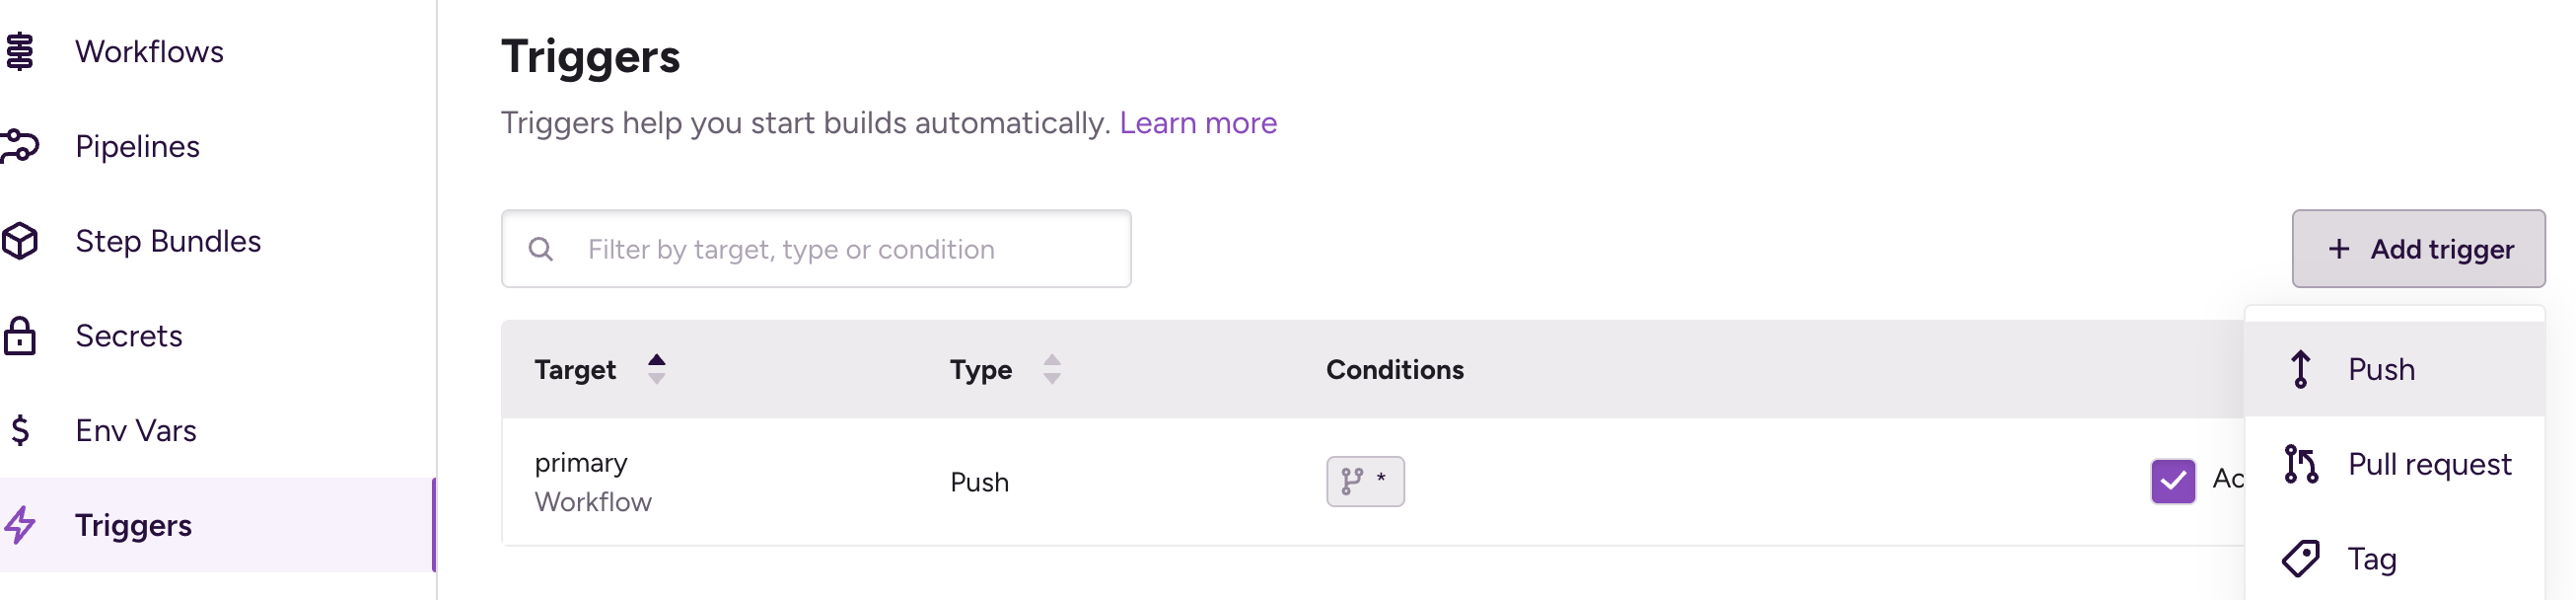 Workflows
Pipelines
Step Bundles
Secrets
$ Env Vars
Triggers
Triggers
Triggers help you start builds automatically. Learn more
Filter by target, type or condition
+ Add trigger
Target
Type
Conditions
primary
Workflow
Push
*
Push
Pull request
Tag